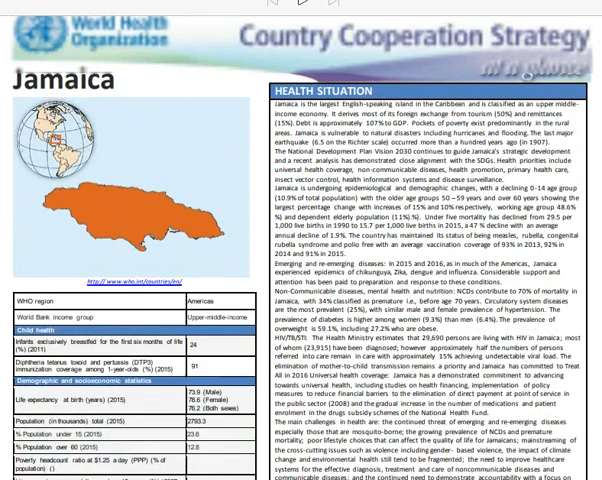 World Health
Organization
Country Cooperation Strategy
at a glance
Jamaica
http://www.who.int/countries/en/
WHO region Americas
World Bank income group Upper-middle-income
Child health
Infants exclusively breastfed for the first six months of life
(%) (2011) 24
Diphtheria tetanus toxoid and pertussis (DTP3)
immunization coverage among 1-year-olds (%) (2015) 91
Demographic and socioeconomic statistics
Life expectancy at birth (years) (2015) 73.9 (Male)
78.6 (Female)
76.2 (Both sexes)
Population (in thousands) total (2015) 2793.3
% Population under 15 (2015) 23.6
% Population over 60 (2015) 12.8
Poverty headcount ratio at $1.25 a day (PPP) (% of
population) ()
HEALTH SITUATION
Jamaica is the largest English-speaking island in the Caribbean and is classified as an upper middle-
income economy. It derives most of its foreign exchange from tourism (50%) and remittances
(15%). Debt is approximately 107% to GDP. Pockets of poverty exist predominantly in the rural
areas. Jamaica is vulnerable to natural disasters including hurricanes and flooding. The last major
earthquake (6.5 on the Richter scale) occurred more than a hundred years ago (in 1907).
The National Development Plan Vision 2030 continues to guide Jamaica's strategic development
and a recent analysis has demonstrated close alignment with the SDGs. Health priorities include
universal health coverage, non-communicable diseases, health promotion, primary health care,
insect vector control, health information systems and disease surveillance.
Jamaica is undergoing epidemiological and demographic changes, with a declining 0-14 age group
(10.9% of total population) with the older age groups 50 –59 years and over 60 years showing the
largest percentage change with increases of 15% and 10% respectively, working age group 48.6%
%) and dependent elderly population (11%).%). Under five mortality has declined from 29.5 per
1,000 live births in 1990 to 15.7 per 1,000 live births in 2015, a 47 % decline with an average
annual decline of 1.9%. The country has maintained its status of being measles, rubella, congenital
rubella syndrome and polio free with an average vaccination coverage of 93% in 2013, 92% in
2014 and 91% in 2015.
Emerging and re-emerging diseases: In 2015 and 2016, as in much of the Americas, Jamaica
experienced epidemics of chikungunya, Zika, dengue and influenza. Considerable support and
attention has been paid to preparation and response to these conditions.
Non-Communicable diseases, mental health and nutrition: NCDs contribute to 70% of mortality in
Jamaica, with 34% classified as premature i.e., before age 70 years. Circulatory system diseases
are the most prevalent (25%), with similar male and female prevalence of hypertension. The
prevalence of diabetes is higher among women (9.3%) than men (6.4%). The prevalence of
overweight is 59.1%, including 27.2% who are obese.
HIV/TB/STI: The Health Ministry estimates that 29,690 persons are living with HIV in Jamaica; most
of whom (23,915) have been diagnosed; however approximately half the numbers of persons
referred into care remain in care with approximately 15% achieving undetectable viral load. The
elimination of mother-to-child transmission remains a priority and Jamaica has committed to Treat
All in 2016 Universal health coverage: Jamaica has demonstrated commitment to advancing
towards universal health, including studies on health financing, implementation of policy
measures to reduce financial barriers to the elimination of direct payment at point of service in
the public sector (2008) and the gradual increase in the number of medications and patient
enrolment in the drugs subsidy schemes of the National Health Fund.
The main challenges in health are: the continued threat of emerging and re-emerging diseases
especially those that are mosquito-borne; the growing prevalence of NCDs and premature
mortality; poor lifestyle choices that can affect the quality of life for Jamaicans; mainstreaming of
the cross-cutting issues such as violence including gender- based violence, the impact of climate
change and environmental health still tend to be fragmented; the need to improve healthcare
systems for the effective diagnosis, treatment and care of noncommunicable diseases and
communicable diseases; and the continued need to demonstrate accountability with a focus on